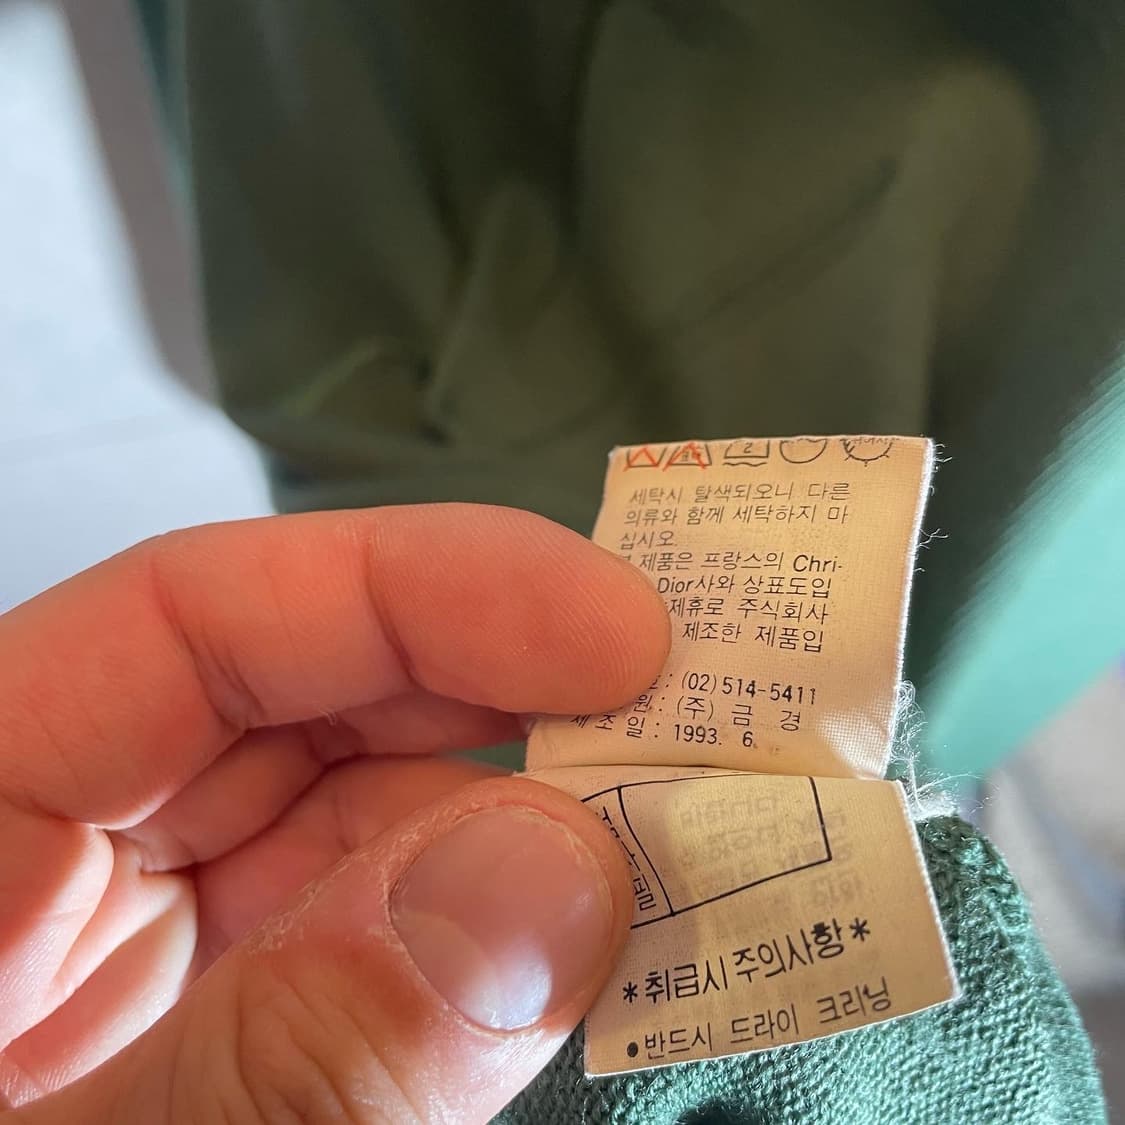 세탁시 탈색되오니 다른
의류와 함께 세탁하지 마
십시오.
제품은 프랑스의 Chri-
Dior사와 상표도입
제휴로 주식회사
제조한 제품입
: (02) 514-5411
원 : (주) 금 경
제 조 일 : 1993. 6.
*취급시 주의사항*
●반드시 드라이 크리닝